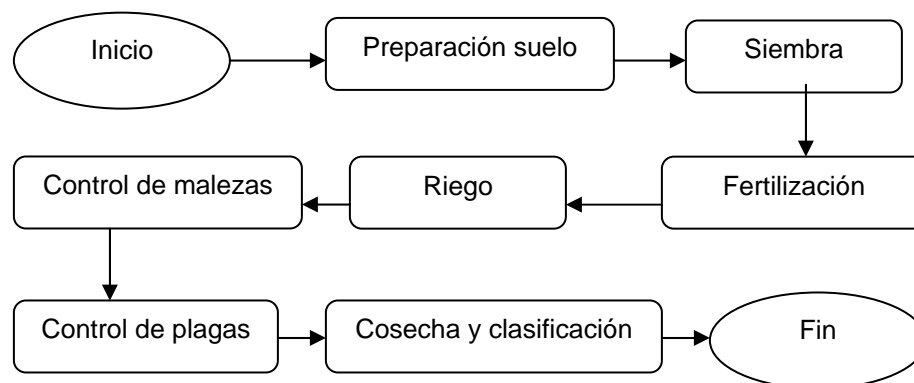 Inicio
Preparación suelo
Siembra
Control de malezas
Riego
Fertilización
Control de plagas
Cosecha y clasificación
Fin